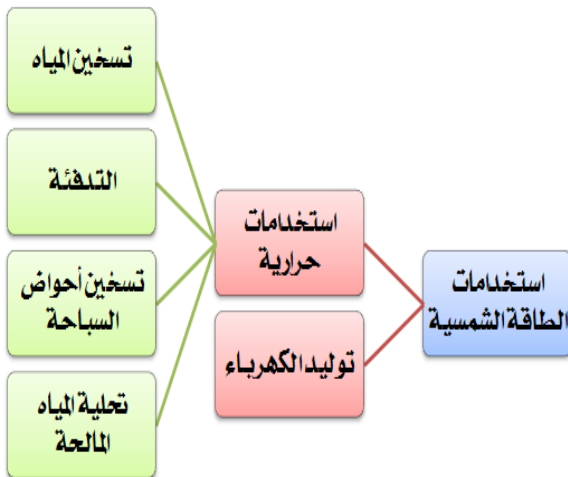 استخدامات
الطاقة الشمسية
استخدامات
حرارية
توليد الكهرباء
تسخين المياه
التدفئة
تسخين أحواض
السباحة
تحلية المياه
المالحة